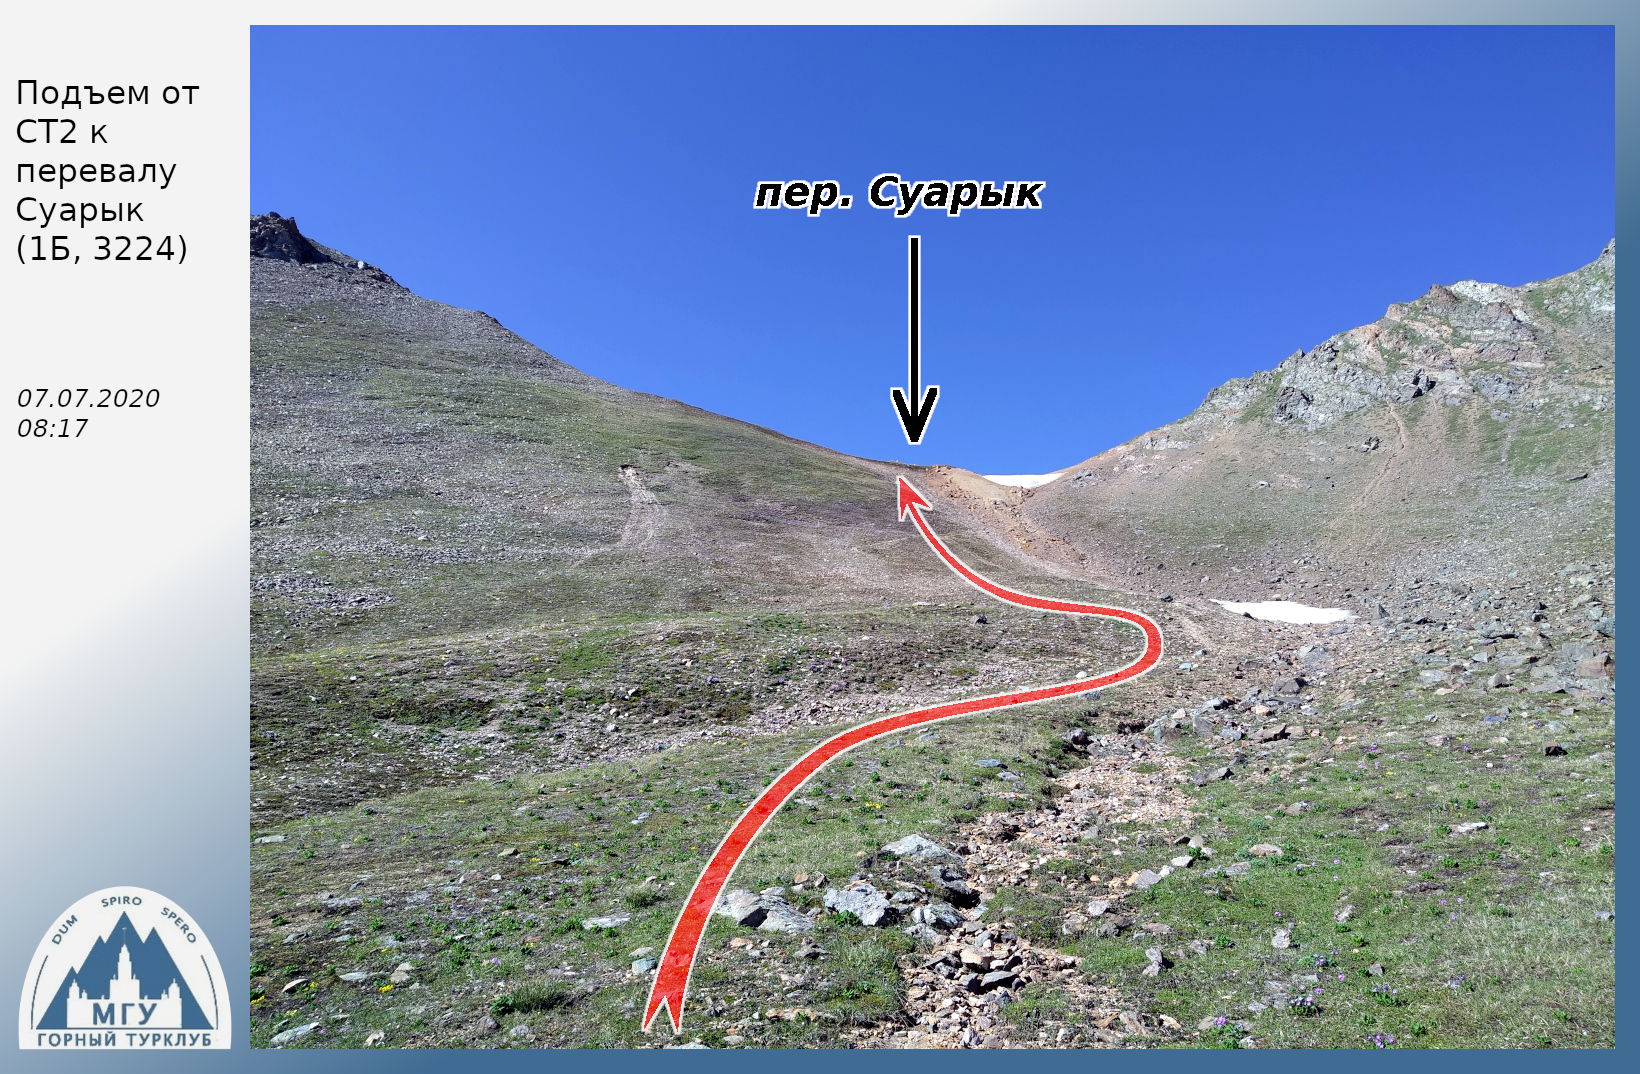 Подъем от
СТ2 к
перевалу
Суарык
(1Б, 3224)
07.07.2020
08:17
пер. Суарык
DUM SPIRO SPERO
МГУ
ГОРНЫЙ ТУРКЛУБ